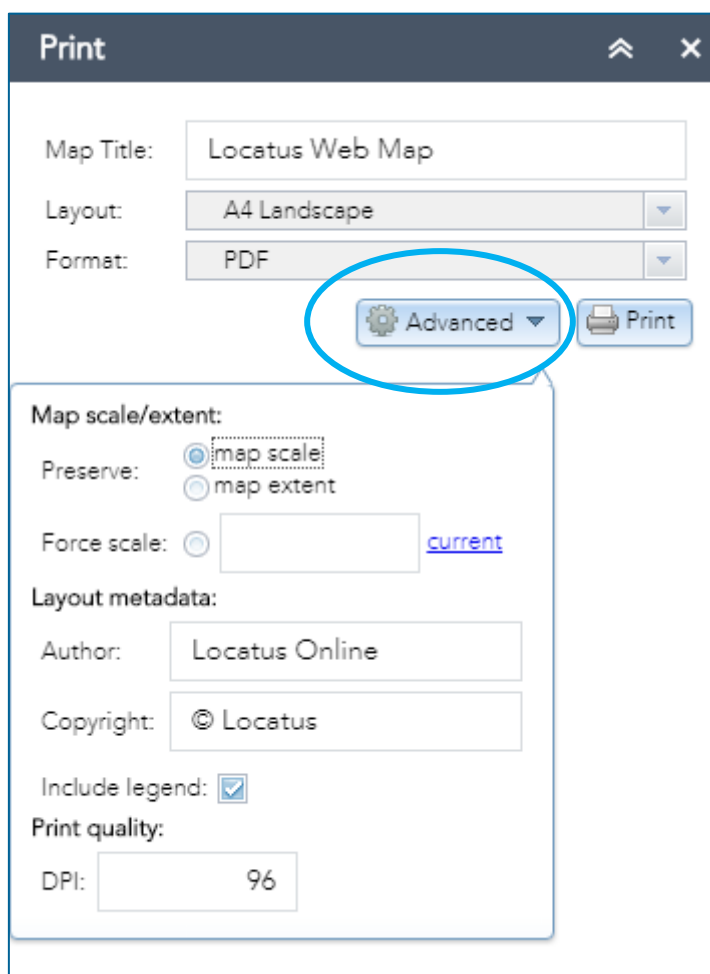 Print
Map Title: Locatus Web Map
Layout: A4 Landscape
Format: PDF
Advanced Print
Map scale/extent:
Preserve: map scale
map extent
Force scale: current
Layout metadata:
Author: Locatus Online
Copyright: © Locatus
Include legend:
Print quality:
DPI: 96